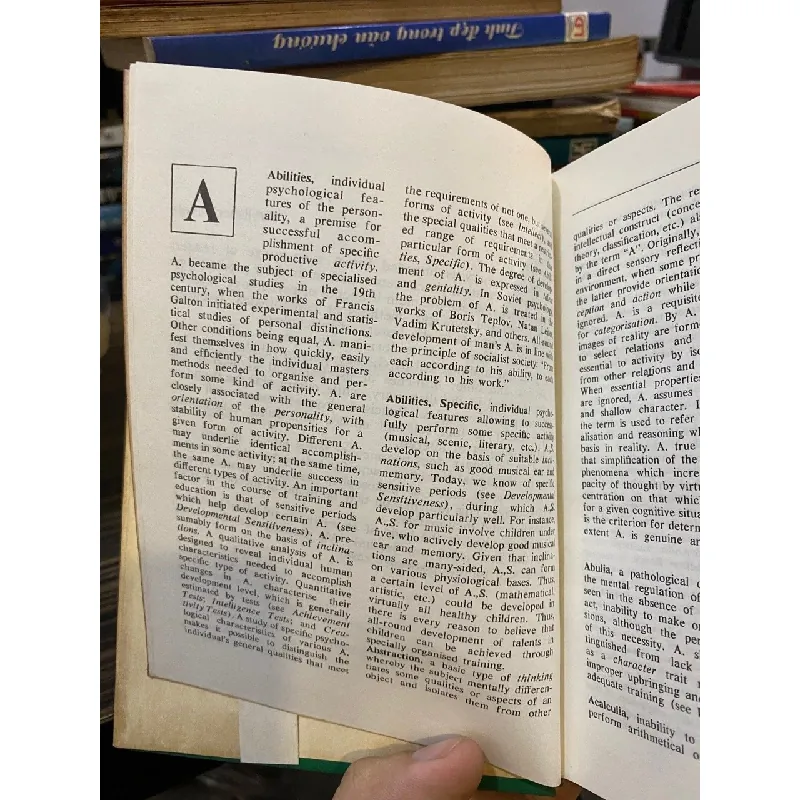 Tình đẹp trong văn chương
A
Abilities, individual
psychological fea-
tures of the person-
ality, a premise for
successful accom-
plishment of specific
productive activity.
A. became the subject of specialised
psychological studies in the 19th
century, when the works of Francis
Galton initiated experimental and statis-
tical studies of personal distinctions.
Other conditions being equal, A. mani-
fest themselves in how quickly, easily
and efficiently the individual masters
methods needed to organise and per-
form some kind of activity. A. are
closely associated with the general
orientation of the personality, with
stability of human propensities for a
given form of activity. Different A.
may underlie identical accomplish-
ments in some activity; at the same time,
the same A. may underlie success in
different types of activity. An important
factor in the course of training and
education is that of sensitive periods
which help develop certain A. (see
Developmental Sensitiveness). A. pre-
sumably form on the basis of inclina-
tions. A qualitative analysis of A. is
designed to reveal individual human
characteristics needed to accomplish
specific type of activity. Quantitative
changes in A. characterise their
development level, which is generally
estimated by tests (see Achievement
Tests; Intelligence Tests; and Crea-
tivity Tests). A study of specific psycho-
logical characteristics of various A.
makes it possible to distinguish the
individual's general qualities that meet
the requirements of not one, but
forms of activity (see
the special qualities that meet a
ed range of requirements
particular form of activity (see
ties, Specific). The degree of develop-
ment of A. is expressed in
and geniality. In Soviet psychology,
the problem of A. is treated in the
works of Boris Teplov, Natan
Vadim Krutetsky, and others. All-round
development of man's A. is in line with
the principle of socialist society "From
each according to his ability, to each
according to his work."
Abilities, Specific, individual psycho-
logical features allowing to success-
fully perform some specific activity
(musical, scenic, literary, etc.). A.,S.
develop on the basis of suitable incli-
nations, such as good musical ear and
memory. Today, we know of specific
sensitive periods (see Developmental
Sensitiveness), during which A.,S.
develop particularly well. For instance,
A.,S. for music involve children under
five, who actively develop good musical
ear and memory. Given that inclina-
tions are many-sided, A.,S. can form
on various physiological bases. Thus,
a certain level of A.,S. (mathematical,
artistic, etc.) could be developed in
virtually all healthy children. Thus,
there is every reason to believe that
all-round development of talents in
children can be achieved through
specially organised training.
Abstraction, a basic type of thinking
whereby the subject mentally differen-
tiates some qualities or aspects of an
object and isolates them from other
qualities or aspects. The
intellectual construct
theory, classification, etc.)
by the term "A". Originally,
in a direct sensory
environment, when some
the latter provide
ception and action while
ignored. A. is a
for categorisation. By A.
images of reality are
to select relations and
essential to activity by
from other relations and
When essential properties
are ignored, A. assumes
and shallow character.
the term is used to refer
alisation and reasoning
basis in reality. A. true
that simplification of the
phenomena which
pacity of thought by
centration on that which
for a given cognitive
is the criterion for
extent A. is genuine
Abulia, a pathological
the mental regulation of
seen in the absence of
act, inability to make
tions, although the
of this necessity. A.
tinguished from lack
as a character trait
improper upbringing
adequate training (see
Acalculia, inability to
perform arithmetical